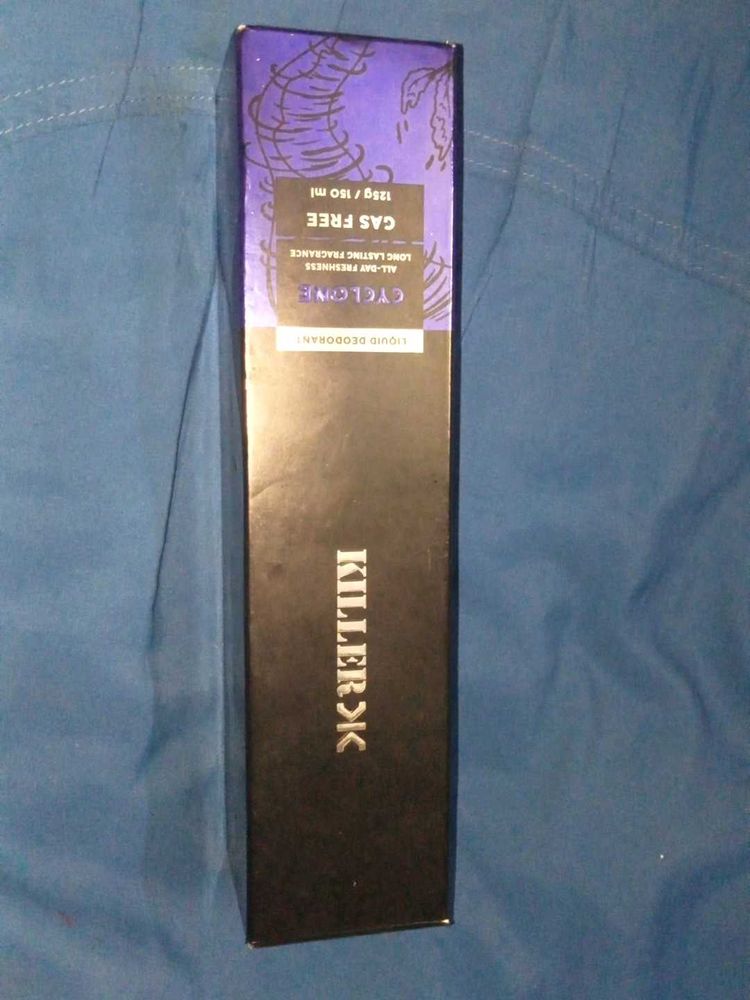 KILLER
LIQUID DEODORANT
CYCLONE
ALL-DAY FRESHNESS
LONG LASTING FRAGRANCE
GAS FREE
125g / 150 ml